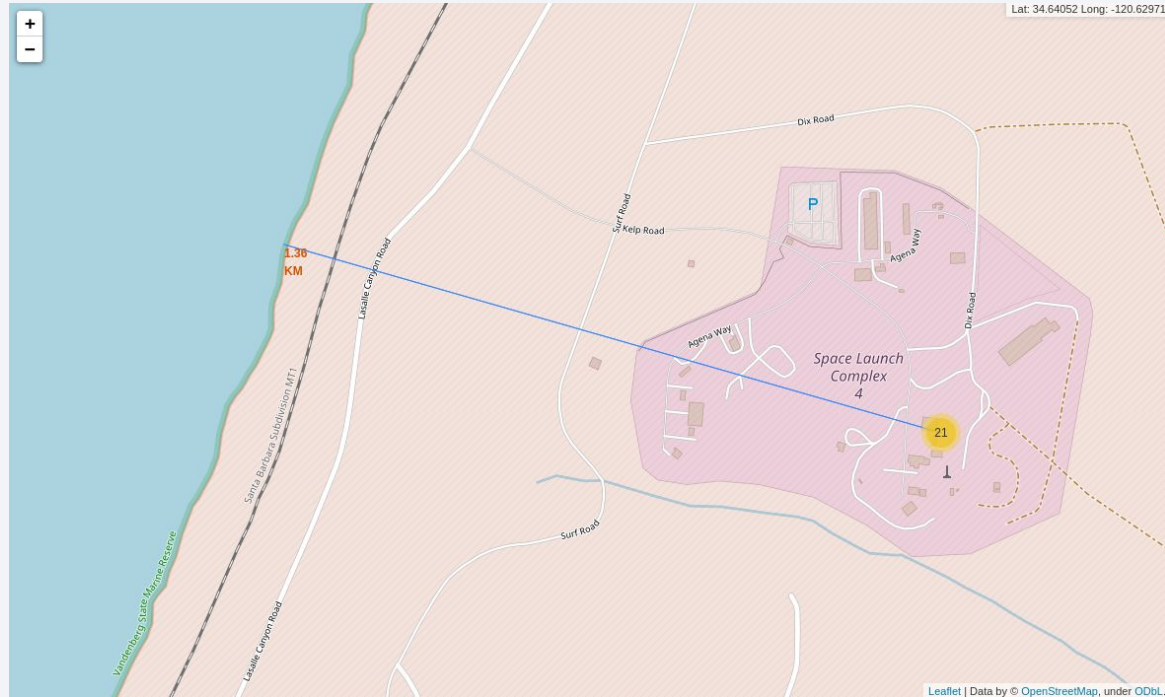 +
−
Lat: 34.64052 Long: -120.62971
Dix Road
P
Surf Road
Kelp Road
Agena Way
1.36
KM
Lasalle Canyon Road
Dix Road
Agena Way
Space Launch
Complex
4
21
Santa Barbara Subdivision MT1
Surf Road
Vandenberg State Marine Reserve
Lasalle Canyon Road
Leaflet | Data by © OpenStreetMap, under ODbL.